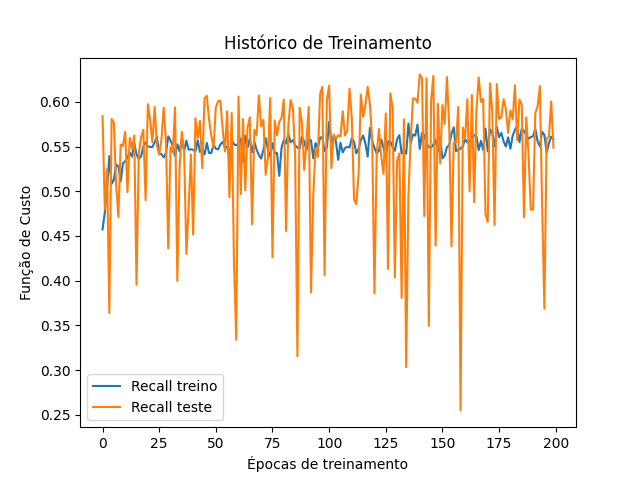 Histórico de Treinamento
Função de Custo
0.60
0.55
0.50
0.45
0.40
0.35
0.30
0.25
Recall treino
Recall teste
0 25 50 75 100 125 150 175 200
Épocas de treinamento